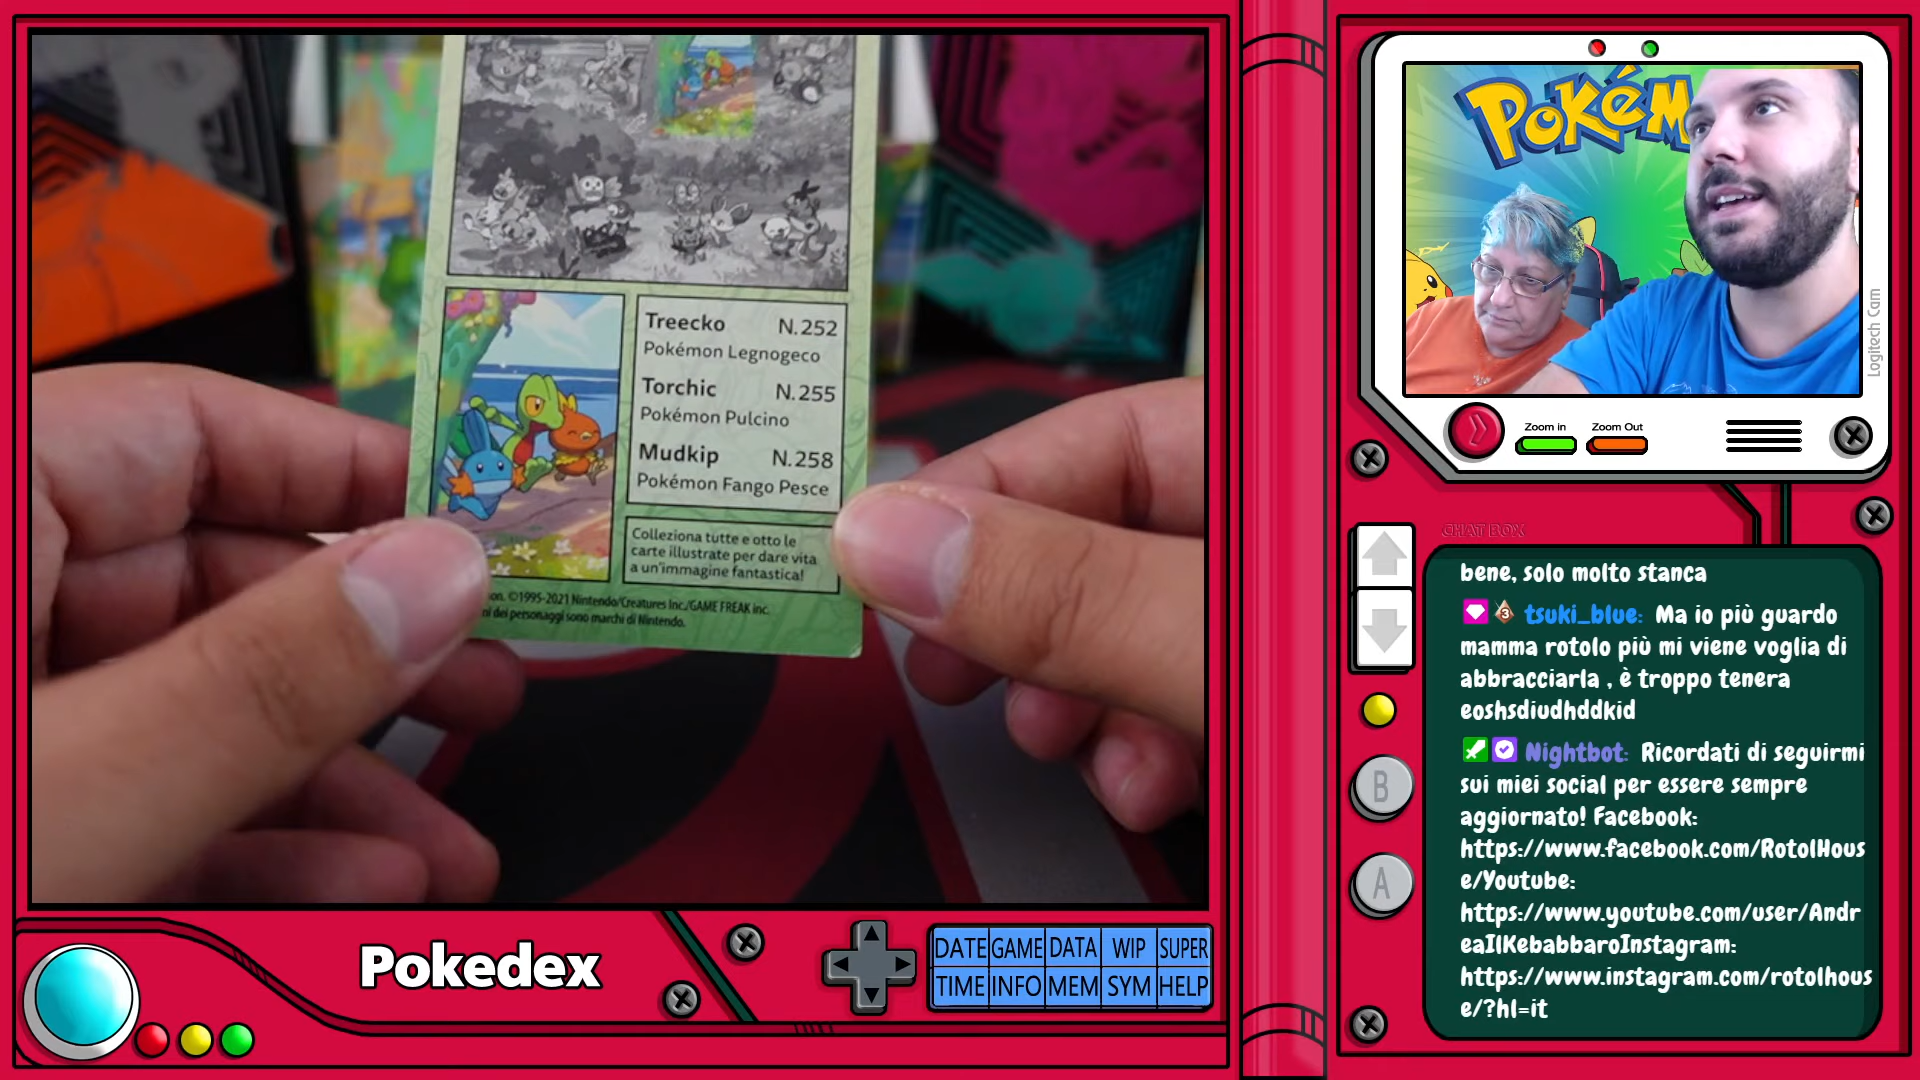 Treecko N.252
Pokémon Legnogeco
Torchic N.255
Pokémon Pulcino
Mudkip N.258
Pokémon Fango Pesce
Colleziona tutte e otto le
carte illustrate per dare vita
a un'immagine fantastica!
on. ©1995-2021 Nintendo/Creatures Inc./GAME FREAK inc.
ni dei personaggi sono marchi di Nintendo.
Pokedex
DATE GAME DATA WIP SUPER
TIME INFO MEM SYM HELP
POKÉM
Logitech Cam
Zoom in Zoom Out
CHAT BOX
bene, solo molto stanca
tsuki_blue: Ma io più guardo
mamma rotolo più mi viene voglia di
abbracciarla , è troppo tenera
eoshsdiudhddkid
Nightbot: Ricordati di seguirmi
sui miei social per essere sempre
aggiornato! Facebook:
https://www.facebook.com/RotolHous
e/Youtube:
https://www.youtube.com/user/Andr
eaIlKebabbaroInstagram:
https://www.instagram.com/rotolhous
e/?hl=it
B
A